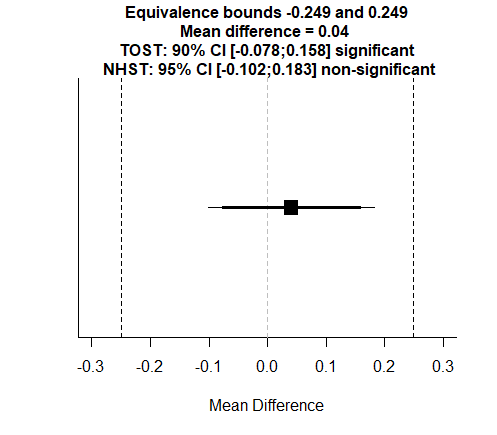 Equivalence bounds -0.249 and 0.249
Mean difference = 0.04
TOST: 90% CI [-0.078;0.158] significant
NHST: 95% CI [-0.102;0.183] non-significant
-0.3 -0.2 -0.1 0.0 0.1 0.2 0.3
Mean Difference